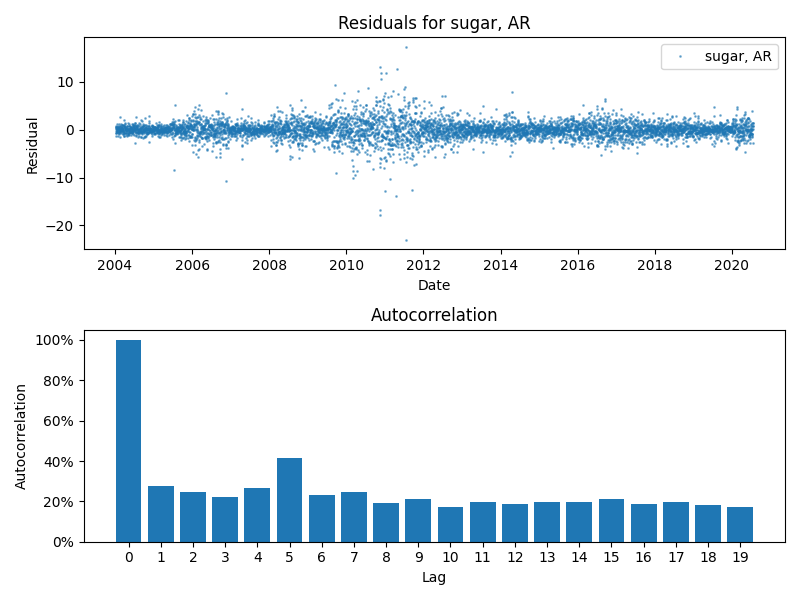 Residuals for sugar, AR
sugar, AR
10
0
−10
−20
Residual
2004 2006 2008 2010 2012 2014 2016 2018 2020
Date
Autocorrelation
100%
80%
60%
40%
20%
0%
Autocorrelation
0 1 2 3 4 5 6 7 8 9 10 11 12 13 14 15 16 17 18 19
Lag